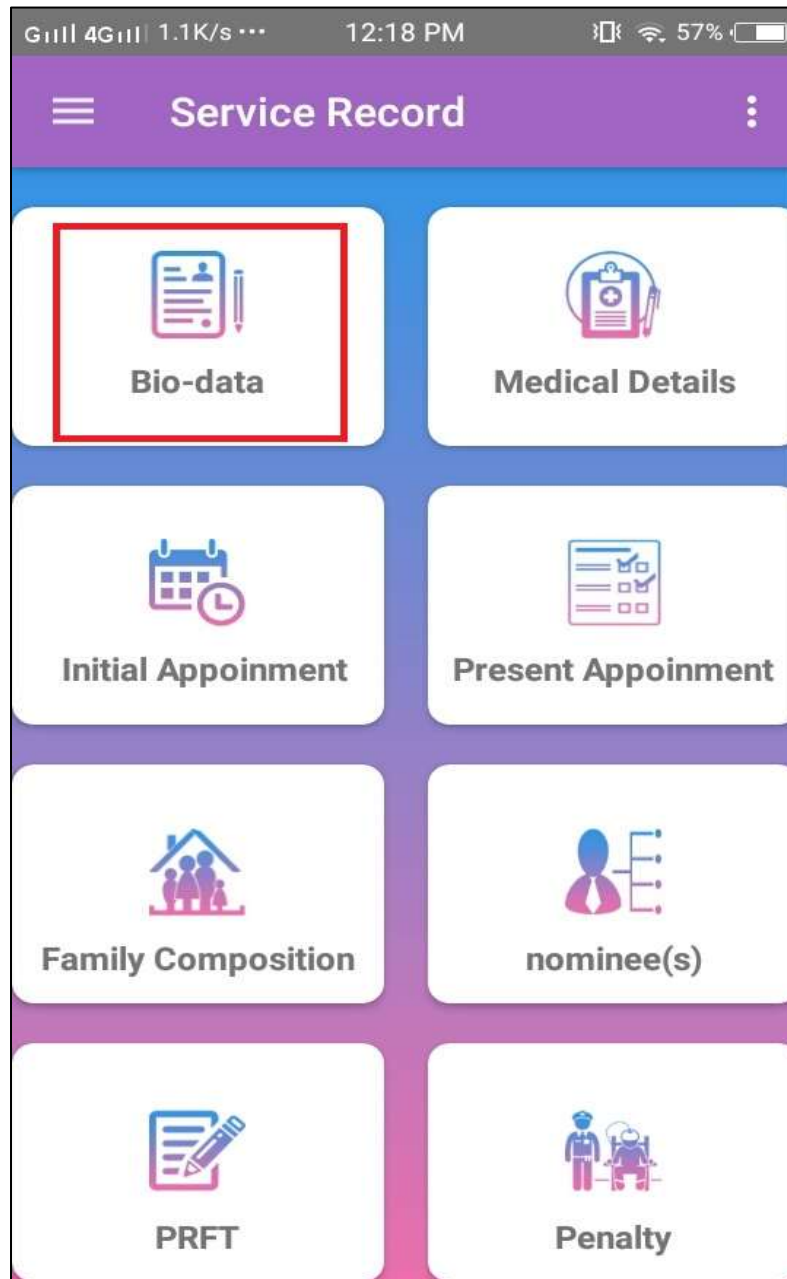 G 4G 1.1K/s ··· 12:18 PM 57%
Service Record
Bio-data Medical Details
Initial Appoinment Present Appoinment
Family Composition nominee(s)
PRFT Penalty